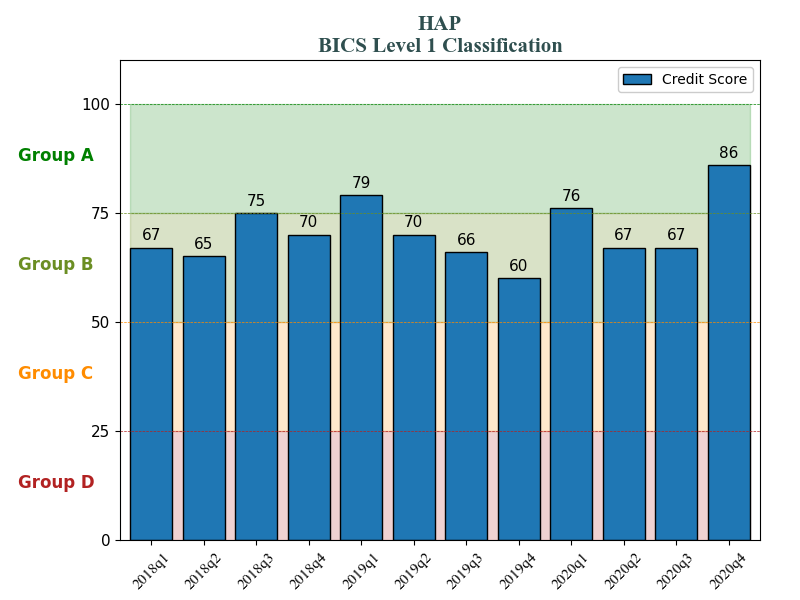 HAP
BICS Level 1 Classification
Credit Score
100
75
50
25
0
Group A
Group B
Group C
Group D
67
65
75
70
79
70
66
60
76
67
67
86
2018q1
2018q2
2018q3
2018q4
2019q1
2019q2
2019q3
2019q4
2020q1
2020q2
2020q3
2020q4